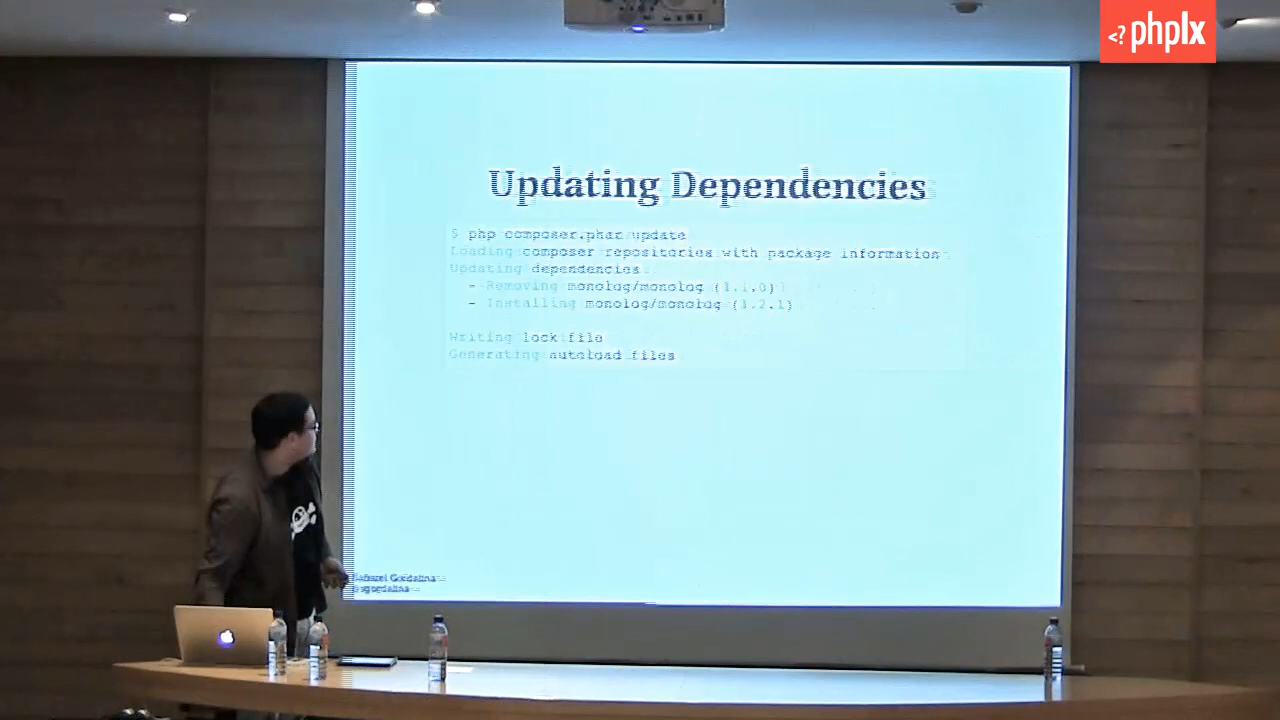 <? phplx
Updating Dependencies
$ php composer.phar update
Loading composer repositories with package information
Updating dependencies
- Removing monolog/monolog (1.1.0)
- Installing monolog/monolog (1.2.1)
Writing lock file
Generating autoload files
Gordalina